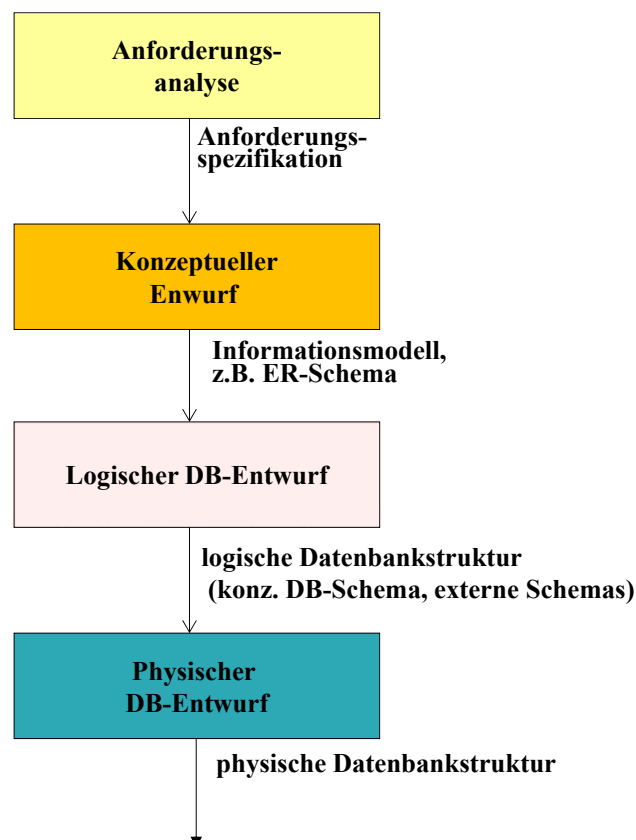 Anforderungs-
analyse
Anforderungs-
spezifikation
Konzeptueller
Enwurf
Informationsmodell,
z.B. ER-Schema
Logischer DB-Entwurf
logische Datenbankstruktur
(konz. DB-Schema, externe Schemas)
Physischer
DB-Entwurf
physische Datenbankstruktur